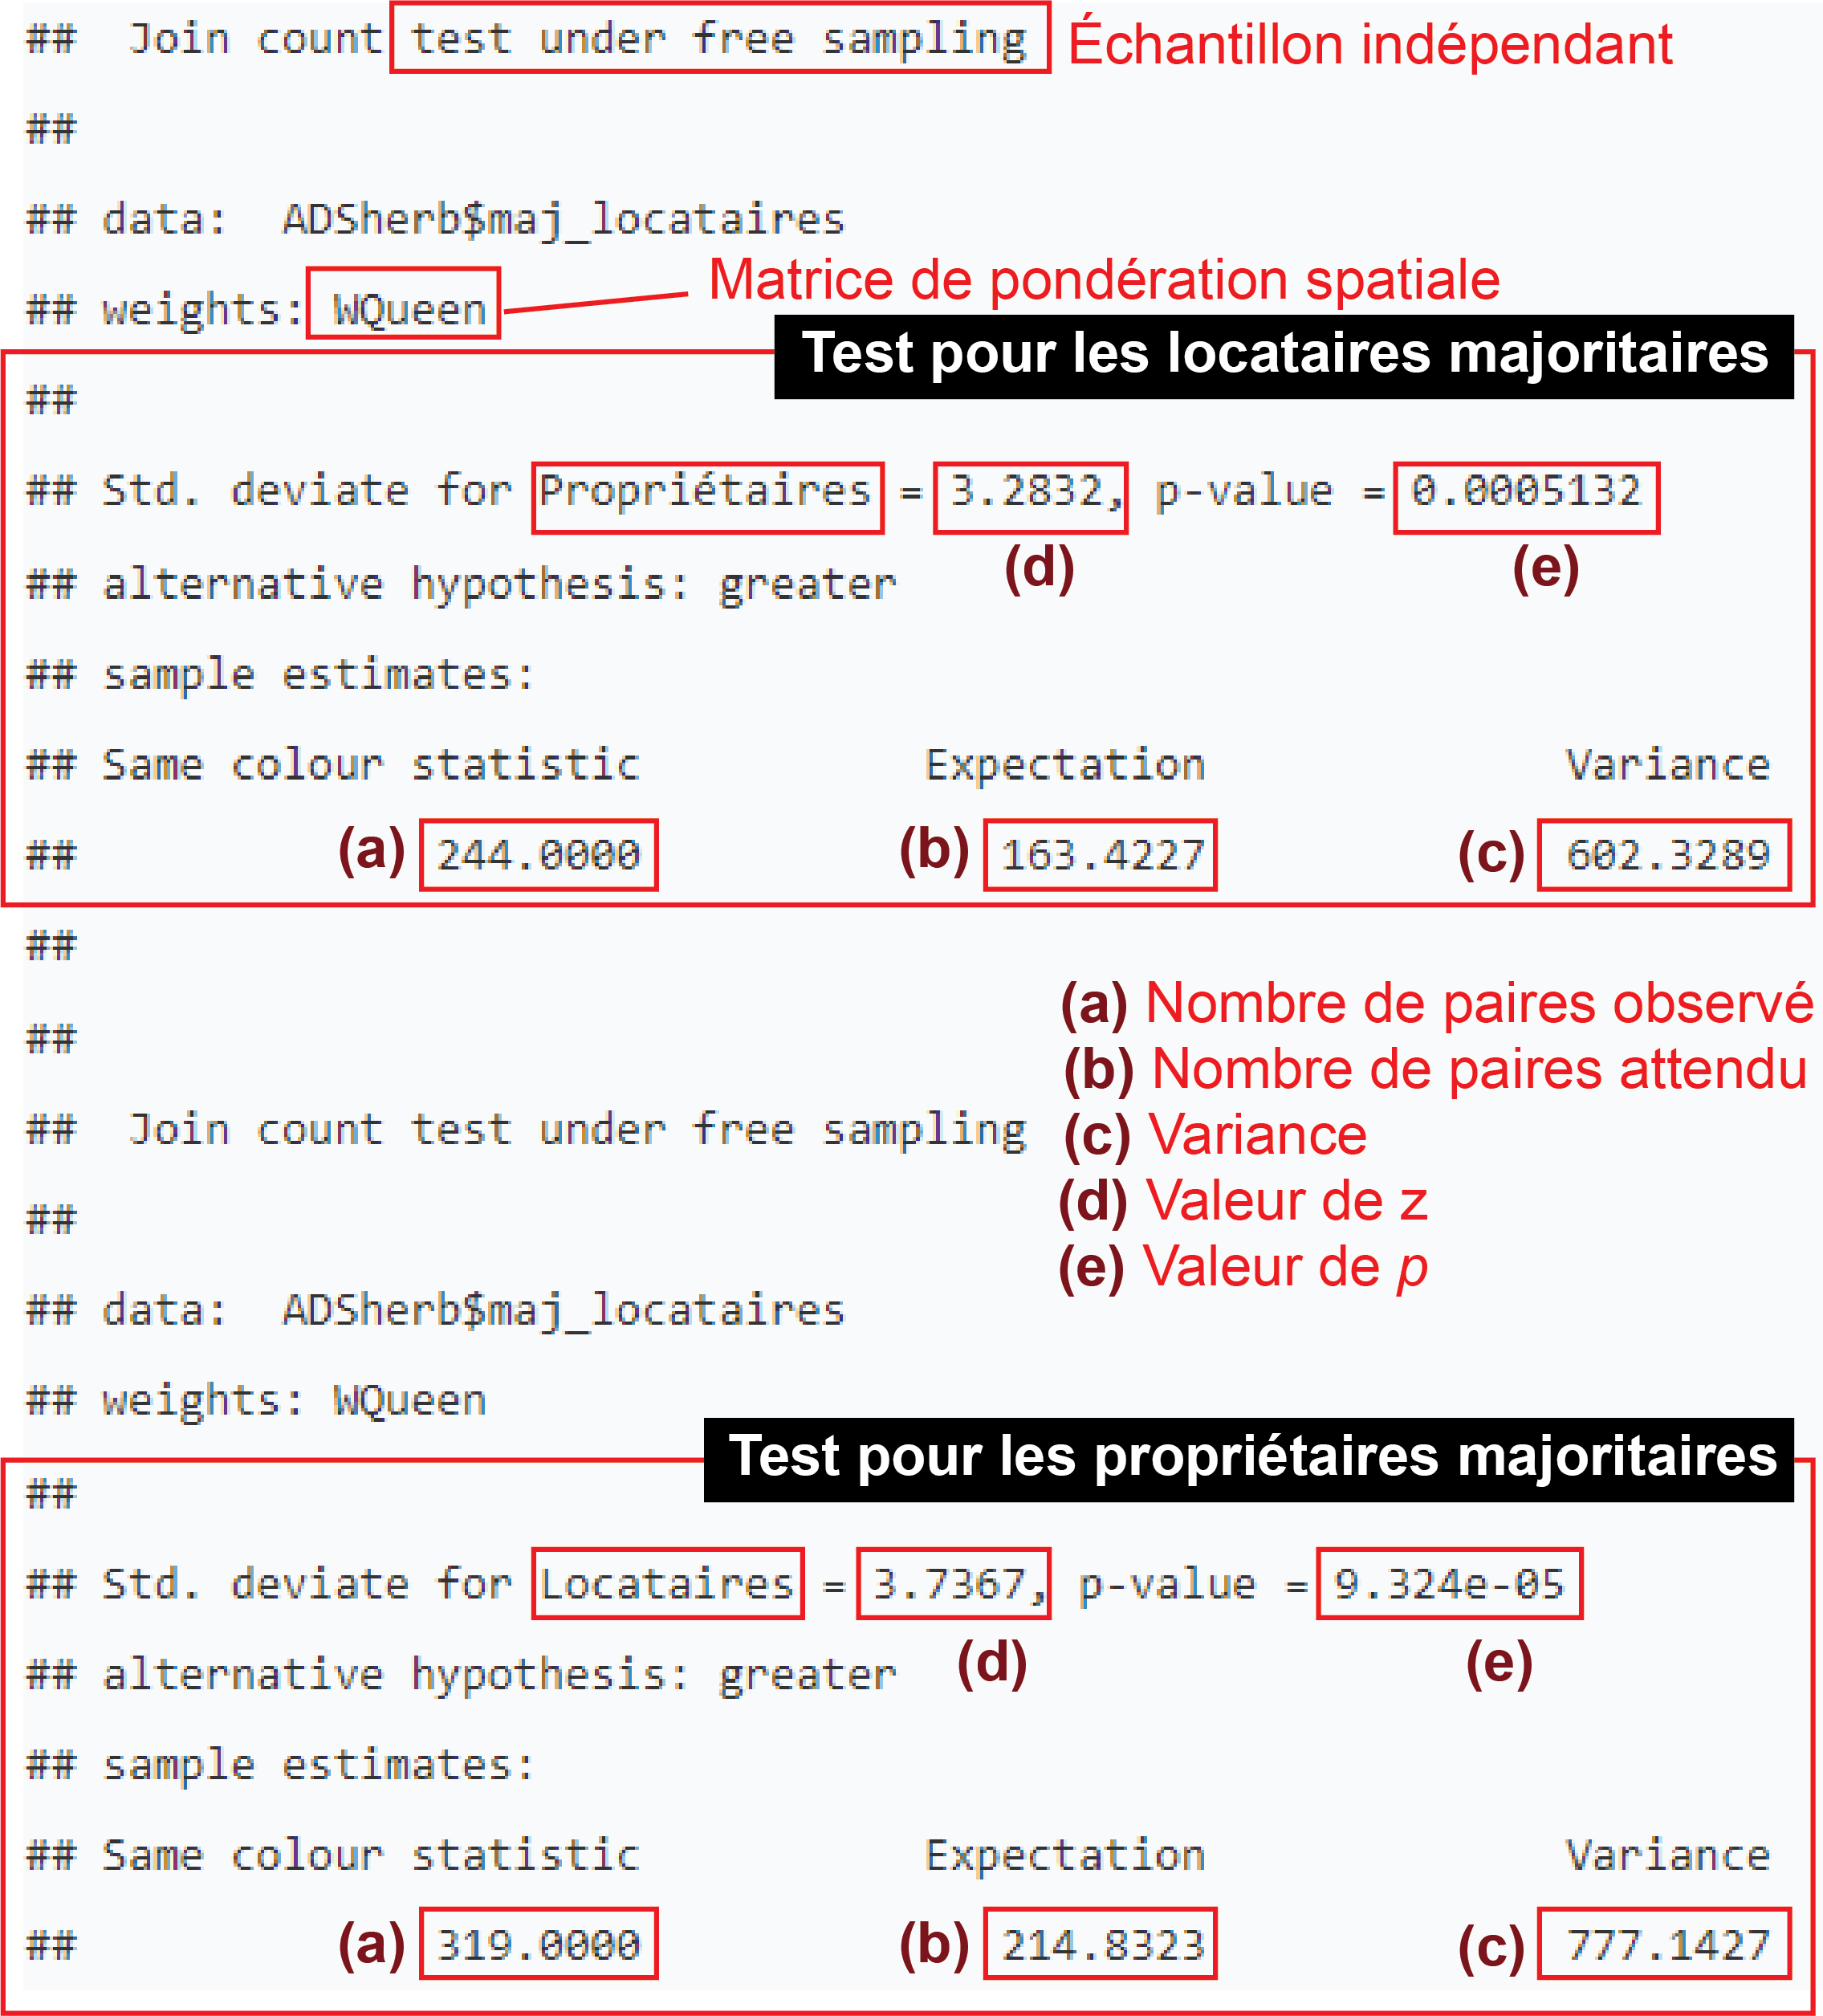 ## Join count test under free sampling Échantillon indépendant
##
## data: ADSherb$maj_locataires
## weights: WQueen Matrice de pondération spatiale
Test pour les locataires majoritaires
##
## Std. deviate for Propriétaires = 3.2832, p-value = 0.0005132
(d) (e)
## alternative hypothesis: greater
## sample estimates:
## Same colour statistic Expectation Variance
## (a) 244.0000 (b) 163.4227 (c) 602.3289
##
(a) Nombre de paires observé
##
(b) Nombre de paires attendu
## Join count test under free sampling
(c) Variance
(d) Valeur de z
##
(e) Valeur de p
## data: ADSherb$maj_locataires
## weights: WQueen
Test pour les propriétaires majoritaires
##
## Std. deviate for Locataires = 3.7367, p-value = 9.324e-05
(d) (e)
## alternative hypothesis: greater
## sample estimates:
## Same colour statistic Expectation Variance
## (a) 319.0000 (b) 214.8323 (c) 777.1427